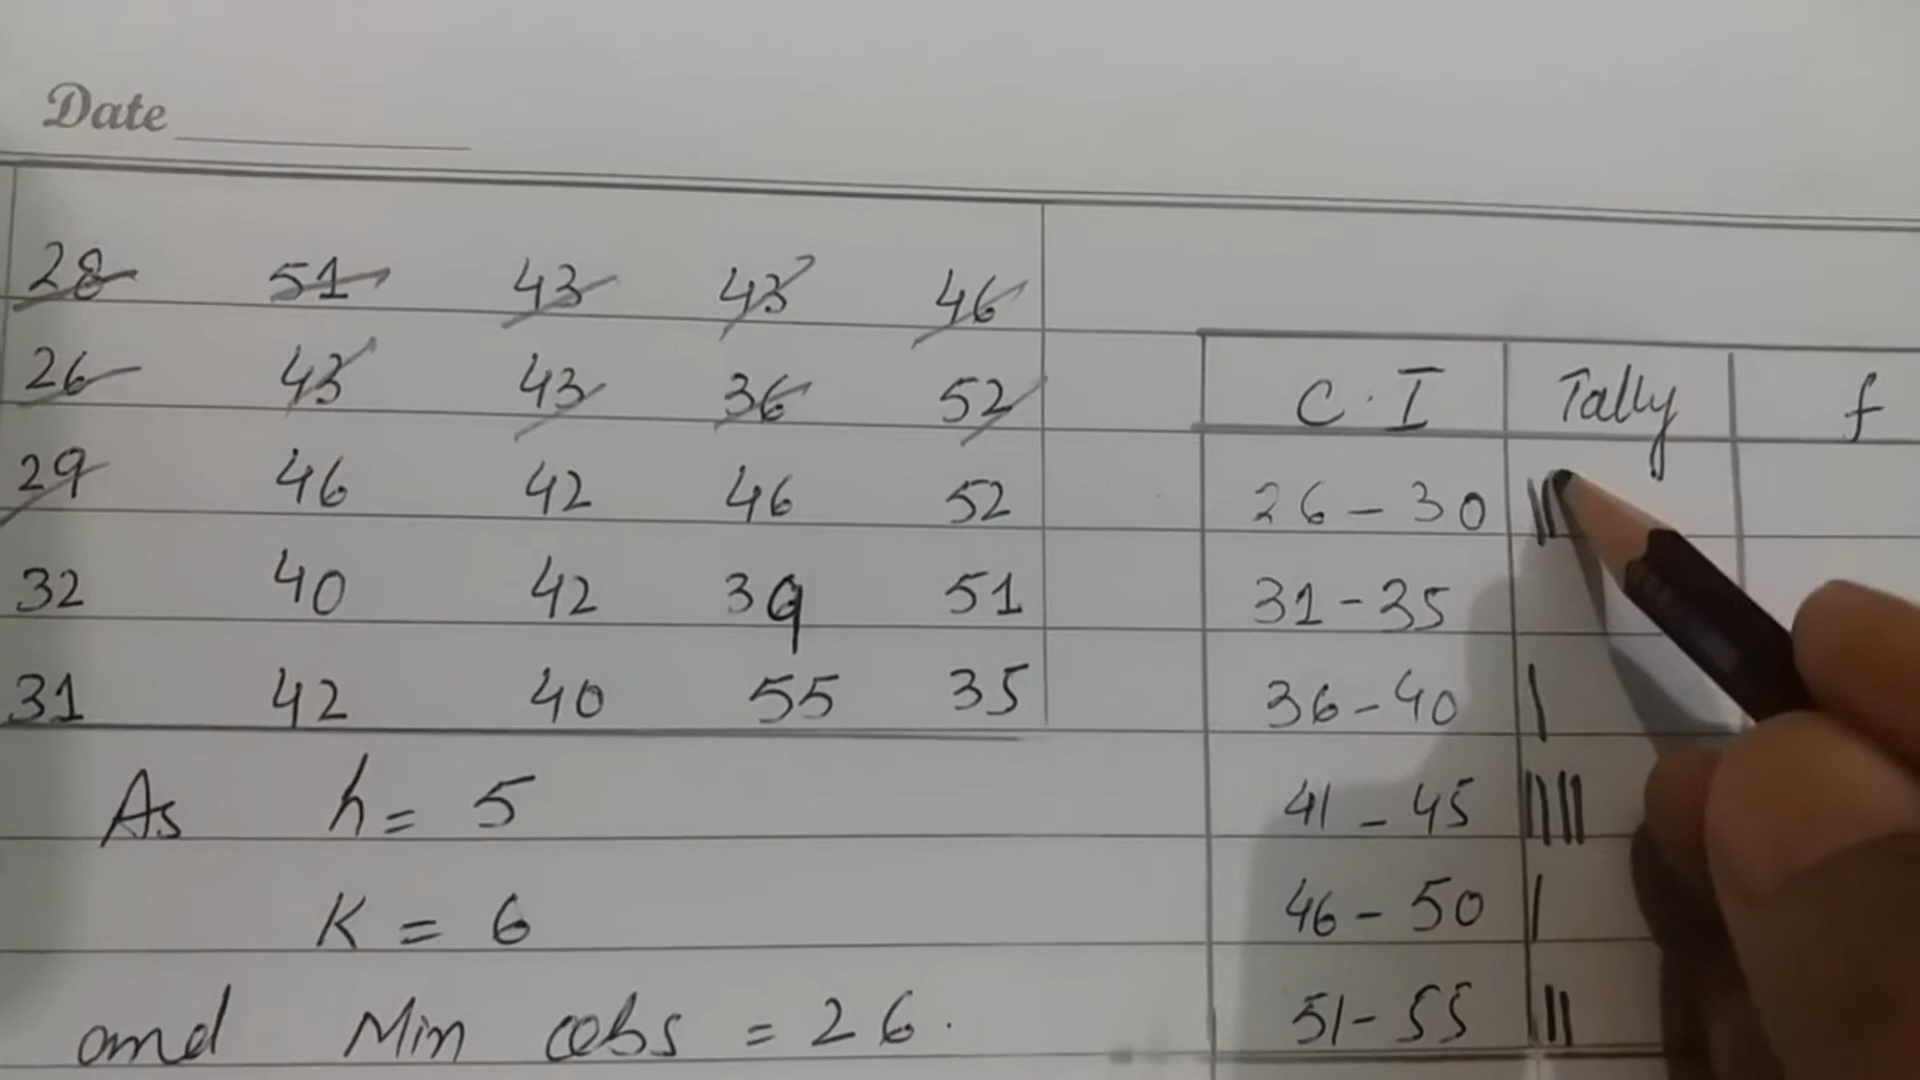 Date
28 51 43 43 46
26 43 43 36 52
29 46 42 46 52
32 40 42 39 51
31 42 40 55 35
As h = 5
K = 6
and Min cobs = 26.
C.I Tally f
26 - 30 |||
31 - 35
36 - 40 |
41 - 45 ||||
46 - 50 |
51 - 55 ||